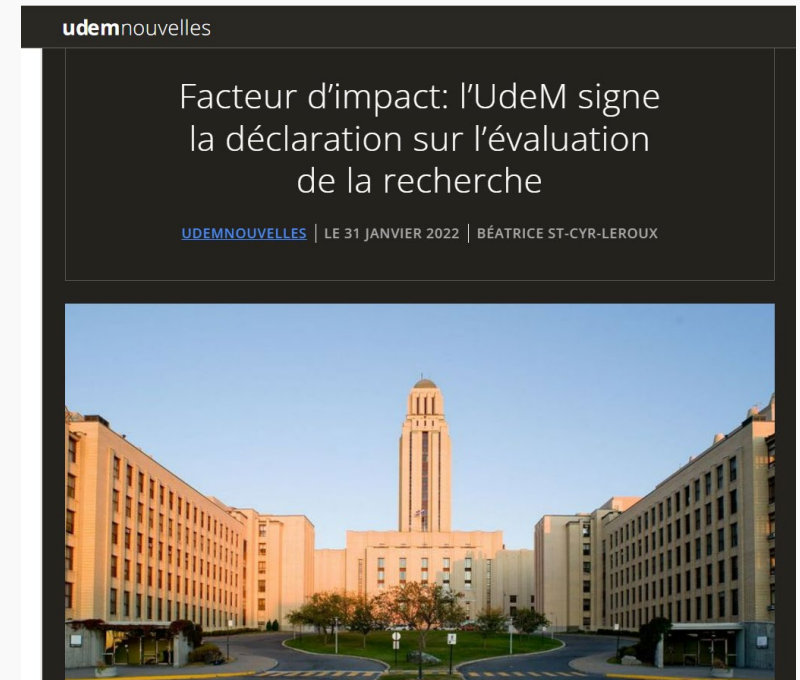 udemnouvelles
Facteur d’impact: l’UdeM signe
la déclaration sur l’évaluation
de la recherche
UDEMNOUVELLES | LE 31 JANVIER 2022 | BÉATRICE ST-CYR-LEROUX